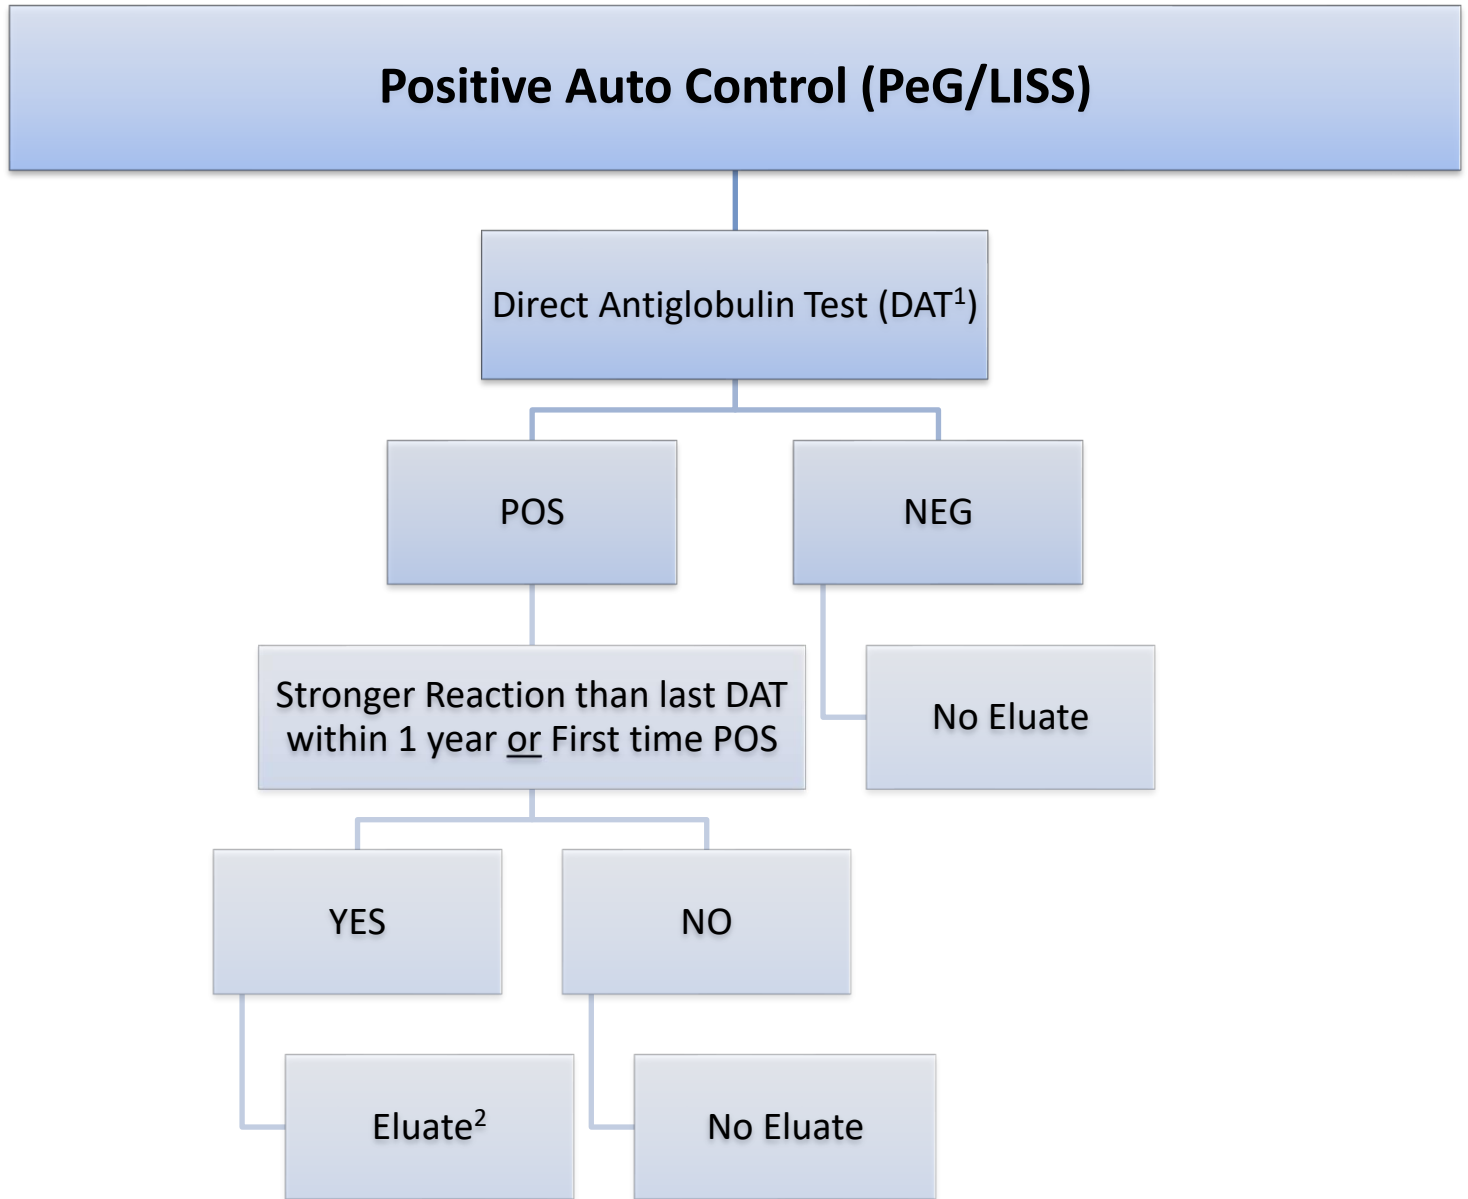 Positive Auto Control (PeG/LISS)
Direct Antiglobulin Test (DAT¹)
POS
NEG
Stronger Reaction than last DAT
within 1 year or First time POS
No Eluate
YES
NO
Eluate²
No Eluate